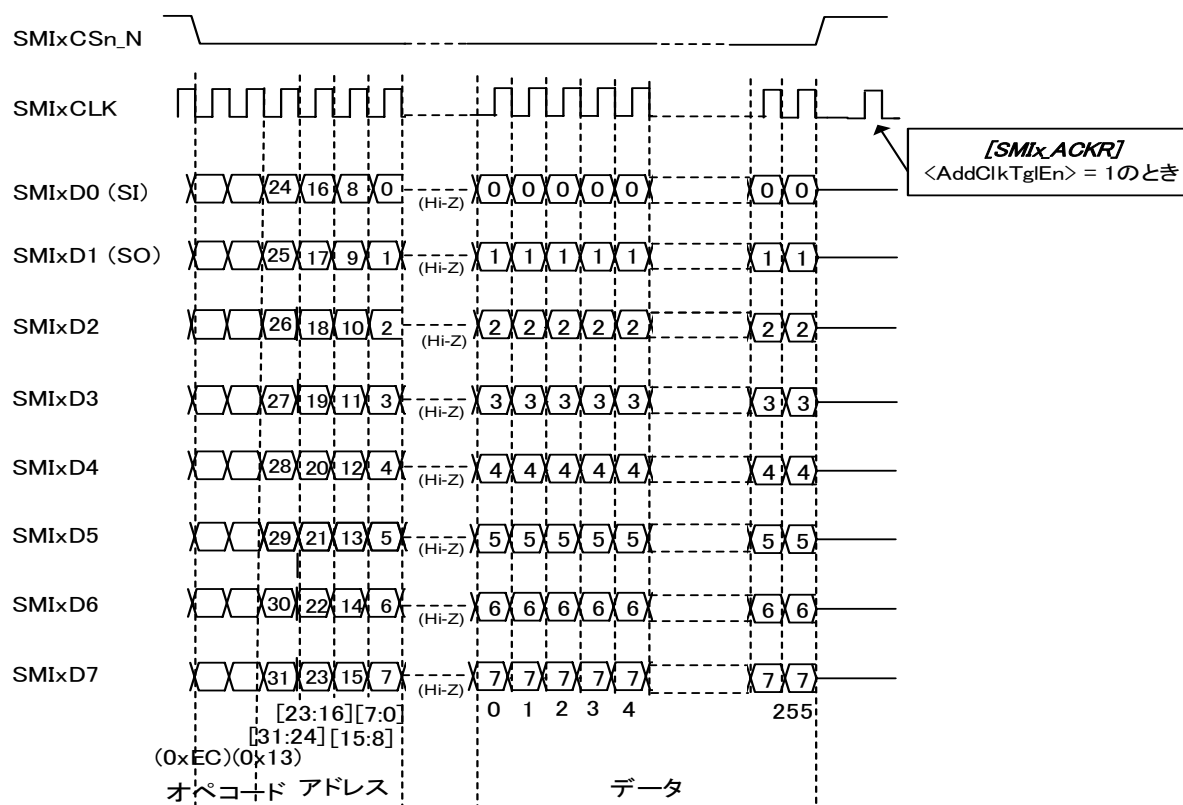 SMIxCSn_N
SMIxCLK
[SMIx_ACKR]
<AddClkTglEn> = 1のとき
SMIxD0 (SI) 24 16 8 0 (Hi-Z) 0 0 0 0 0 0 0
SMIxD1 (SO) 25 17 9 1 (Hi-Z) 1 1 1 1 1 1 1
SMIxD2 26 18 10 2 (Hi-Z) 2 2 2 2 2 2 2
SMIxD3 27 19 11 3 (Hi-Z) 3 3 3 3 3 3 3
SMIxD4 28 20 12 4 (Hi-Z) 4 4 4 4 4 4 4
SMIxD5 29 21 13 5 (Hi-Z) 5 5 5 5 5 5 5
SMIxD6 30 22 14 6 (Hi-Z) 6 6 6 6 6 6 6
SMIxD7 31 23 15 7 (Hi-Z) 7 7 7 7 7 7 7
0 1 2 3 4 255
[23:16] [7:0]
[31:24] [15:8]
(0xEC) (0x13)
オペコード アドレス データ